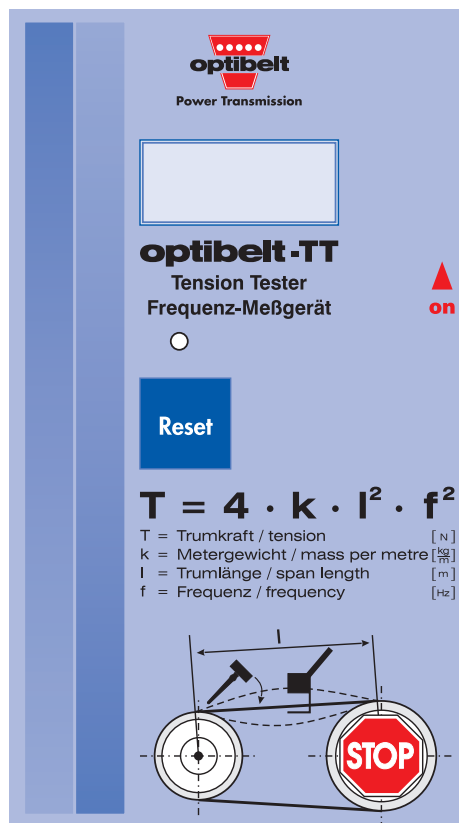 optibelt
Power Transmission
optibelt-TT
Tension Tester
Frequenz-Meßgerät
on
Reset
T = 4 · k · l² · f²
T = Trumkraft / tension [N]
k = Metergewicht / mass per metre [kg/m]
l = Trumlänge / span length [m]
f = Frequenz / frequency [Hz]
l
STOP